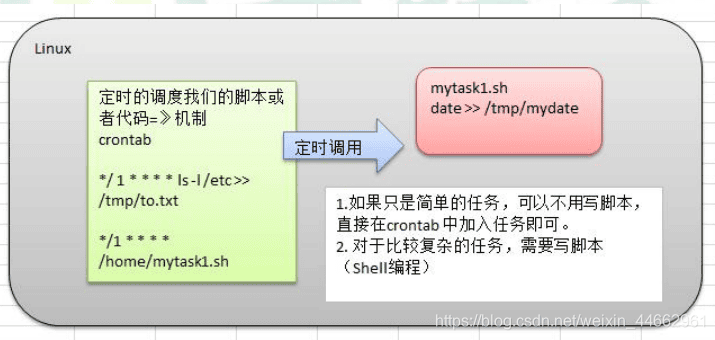 Linux
定时的调度我们的脚本或
者代码=》机制
crontab
*/ 1 * * * * ls -l /etc >>
/tmp/to.txt
*/1 * * * *
/home/mytask1.sh
定时调用
mytask1.sh
date >> /tmp/mydate
1.如果只是简单的任务，可以不用写脚本，
直接在crontab 中加入任务即可。
2. 对于比较复杂的任务，需要写脚本
（Shell编程）
https://blog.csdn.net/weixin_44662961